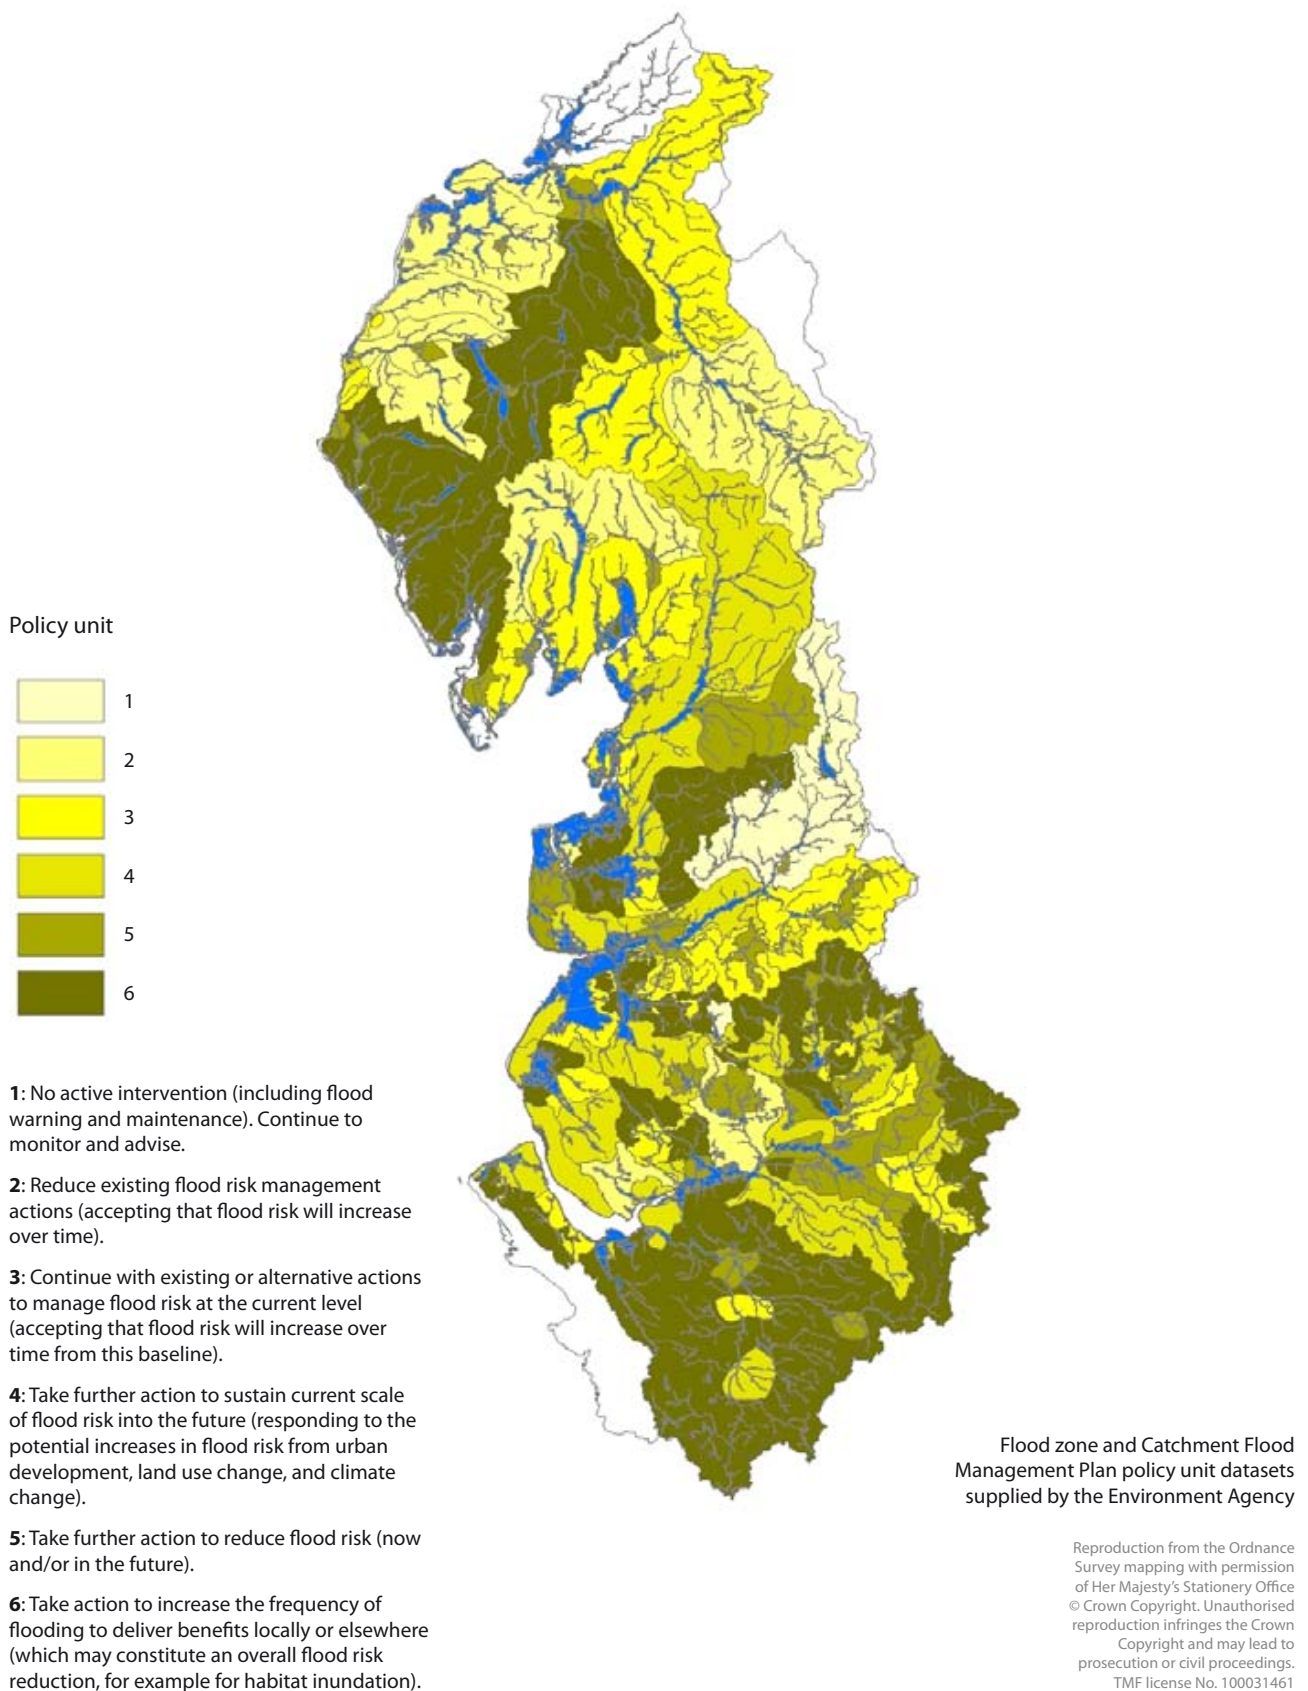 Policy unit
1
2
3
4
5
6
1: No active intervention (including flood
warning and maintenance). Continue to
monitor and advise.
2: Reduce existing flood risk management
actions (accepting that flood risk will increase
over time).
3: Continue with existing or alternative actions
to manage flood risk at the current level
(accepting that flood risk will increase over
time from this baseline).
4: Take further action to sustain current scale
of flood risk into the future (responding to the
potential increases in flood risk from urban
development, land use change, and climate
change).
5: Take further action to reduce flood risk (now
and/or in the future).
6: Take action to increase the frequency of
flooding to deliver benefits locally or elsewhere
(which may constitute an overall flood risk
reduction, for example for habitat inundation).
Flood zone and Catchment Flood
Management Plan policy unit datasets
supplied by the Environment Agency
Reproduction from the Ordnance
Survey mapping with permission
of Her Majesty's Stationery Office
© Crown Copyright. Unauthorised
reproduction infringes the Crown
Copyright and may lead to
prosecution or civil proceedings.
TMF license No. 100031461